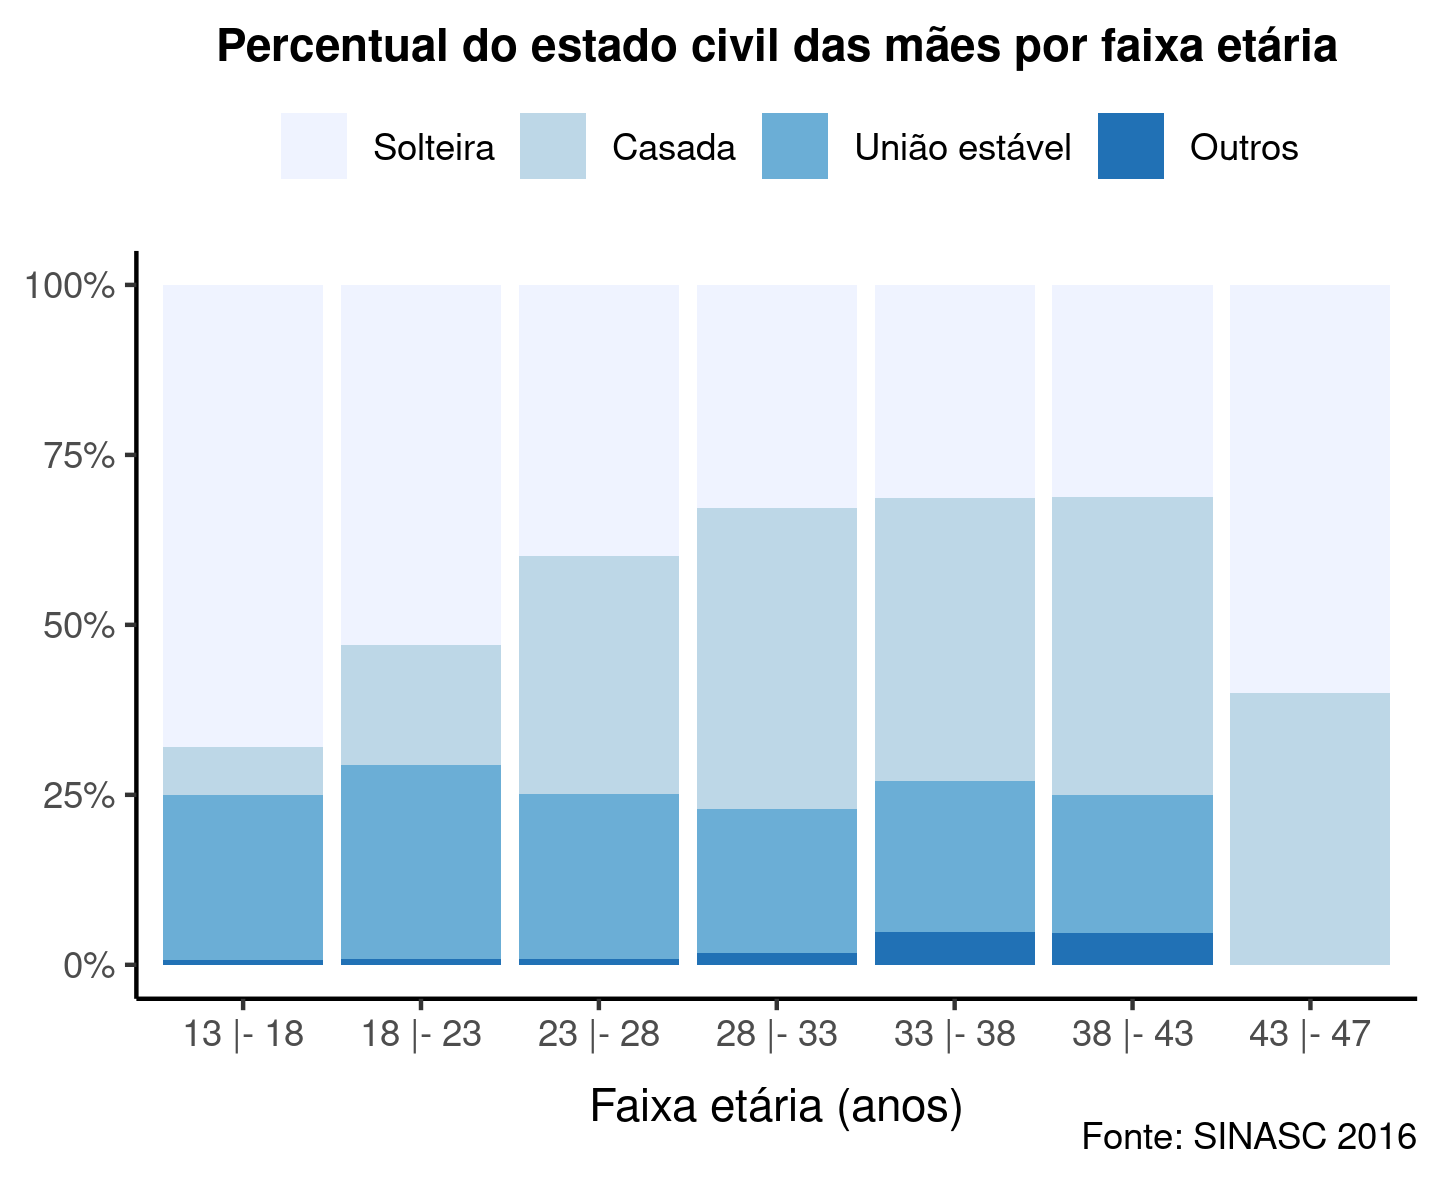 Percentual do estado civil das mães por faixa etária
Solteira Casada União estável Outros
100%
75%
50%
25%
0%
13 |- 18 18 |- 23 23 |- 28 28 |- 33 33 |- 38 38 |- 43 43 |- 47
Faixa etária (anos)
Fonte: SINASC 2016